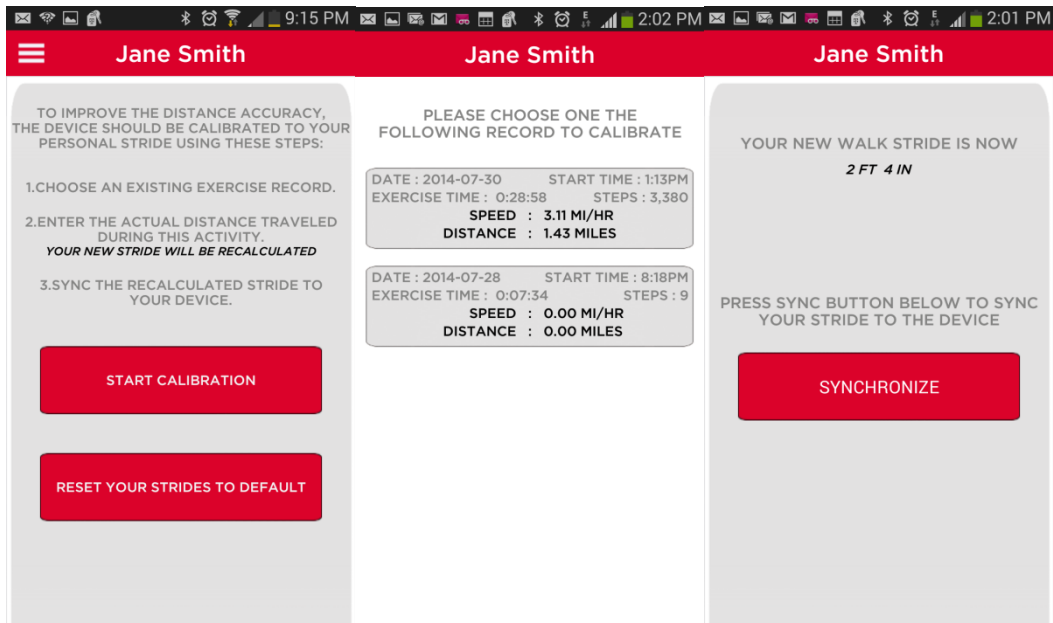 9:15 PM
Jane Smith
TO IMPROVE THE DISTANCE ACCURACY,
THE DEVICE SHOULD BE CALIBRATED TO YOUR
PERSONAL STRIDE USING THESE STEPS:
1.CHOOSE AN EXISTING EXERCISE RECORD.
2.ENTER THE ACTUAL DISTANCE TRAVELED
DURING THIS ACTIVITY.
YOUR NEW STRIDE WILL BE RECALCULATED
3.SYNC THE RECALCULATED STRIDE TO
YOUR DEVICE.
START CALIBRATION
RESET YOUR STRIDES TO DEFAULT
E 2:02 PM
Jane Smith
PLEASE CHOOSE ONE THE
FOLLOWING RECORD TO CALIBRATE
DATE : 2014-07-30 START TIME : 1:13PM
EXERCISE TIME : 0:28:58 STEPS : 3,380
SPEED : 3.11 MI/HR
DISTANCE : 1.43 MILES
DATE : 2014-07-28 START TIME : 8:18PM
EXERCISE TIME : 0:07:34 STEPS : 9
SPEED : 0.00 MI/HR
DISTANCE : 0.00 MILES
E 2:01 PM
Jane Smith
YOUR NEW WALK STRIDE IS NOW
2 FT 4 IN
PRESS SYNC BUTTON BELOW TO SYNC
YOUR STRIDE TO THE DEVICE
SYNCHRONIZE